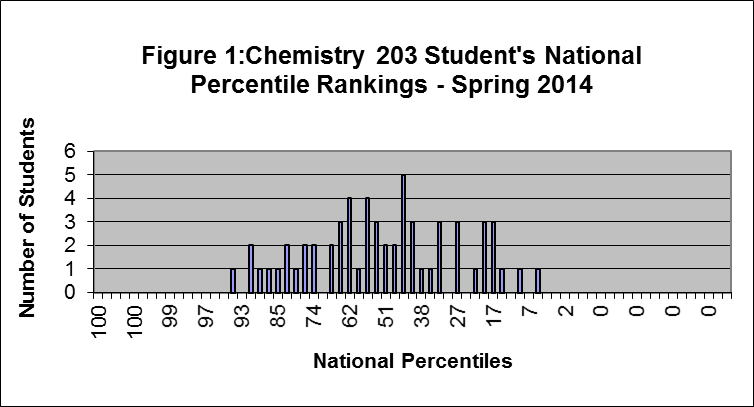 Figure 1:Chemistry 203 Student's National
Percentile Rankings - Spring 2014
Number of Students
6
5
4
3
2
1
0
100 100 99 97 93 85 74 62 51 38 27 17 7 2 0 0 0 0
National Percentiles